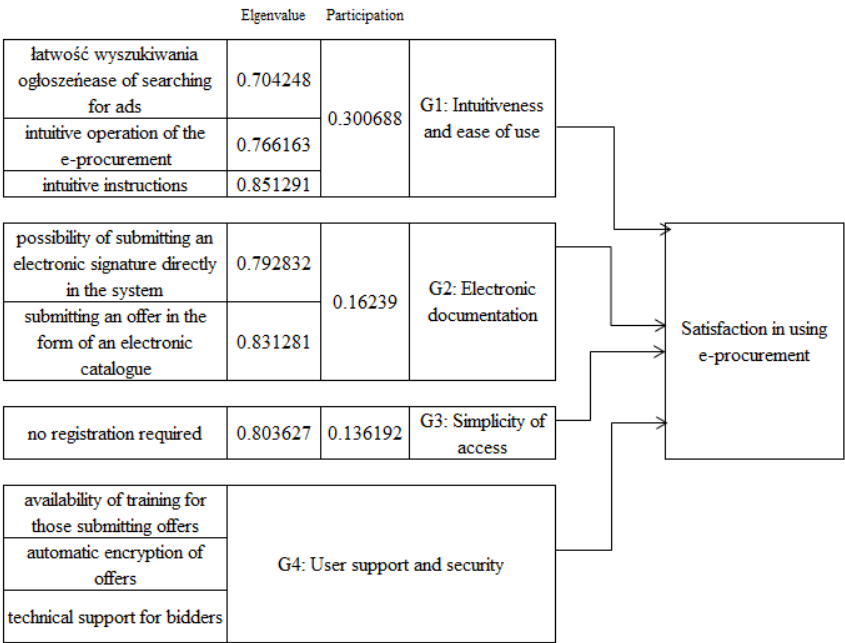 Elgenvalue Participation
łatwość wyszukiwania
ogłoszeńease of searching
for ads
0.704248
intuitive operation of the
e-procurement
0.766163
intuitive instructions
0.851291
0.300688
G1: Intuitiveness
and ease of use
possibility of submitting an
electronic signature directly
in the system
0.792832
submitting an offer in the
form of an electronic
catalogue
0.831281
0.16239
G2: Electronic
documentation
no registration required
0.803627
0.136192
G3: Simplicity of
access
availability of training for
those submitting offers
automatic encryption of
offers
technical support for bidders
G4: User support and security
Satisfaction in using
e-procurement